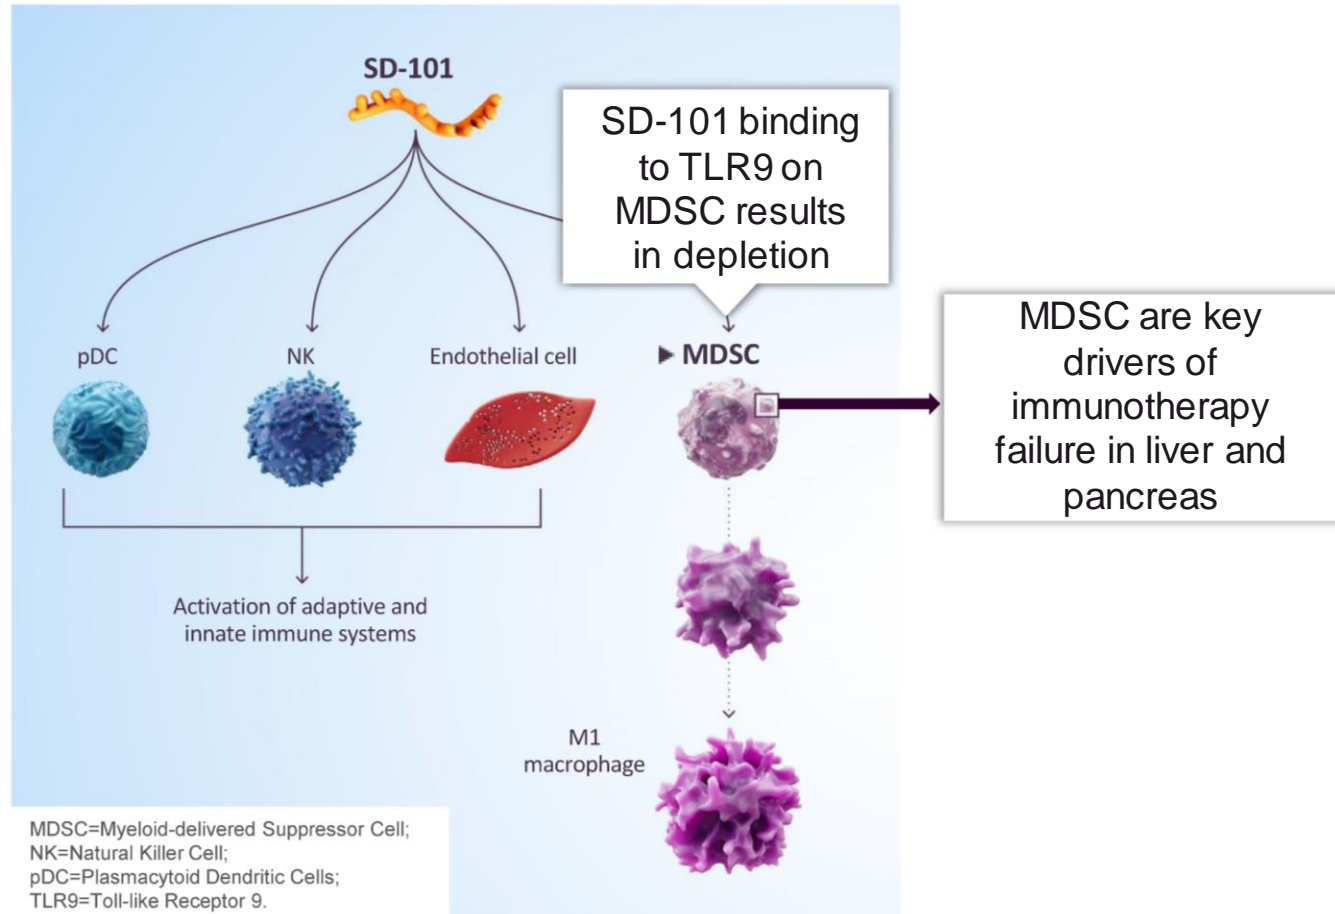 SD-101
SD-101 binding
to TLR9 on
MDSC results
in depletion
pDC
NK
Endothelial cell
▶ MDSC
MDSC are key
drivers of
immunotherapy
failure in liver and
pancreas
Activation of adaptive and
innate immune systems
M1
macrophage
MDSC=Myeloid-delivered Suppressor Cell;
NK=Natural Killer Cell;
pDC=Plasmacytoid Dendritic Cells;
TLR9=Toll-like Receptor 9.